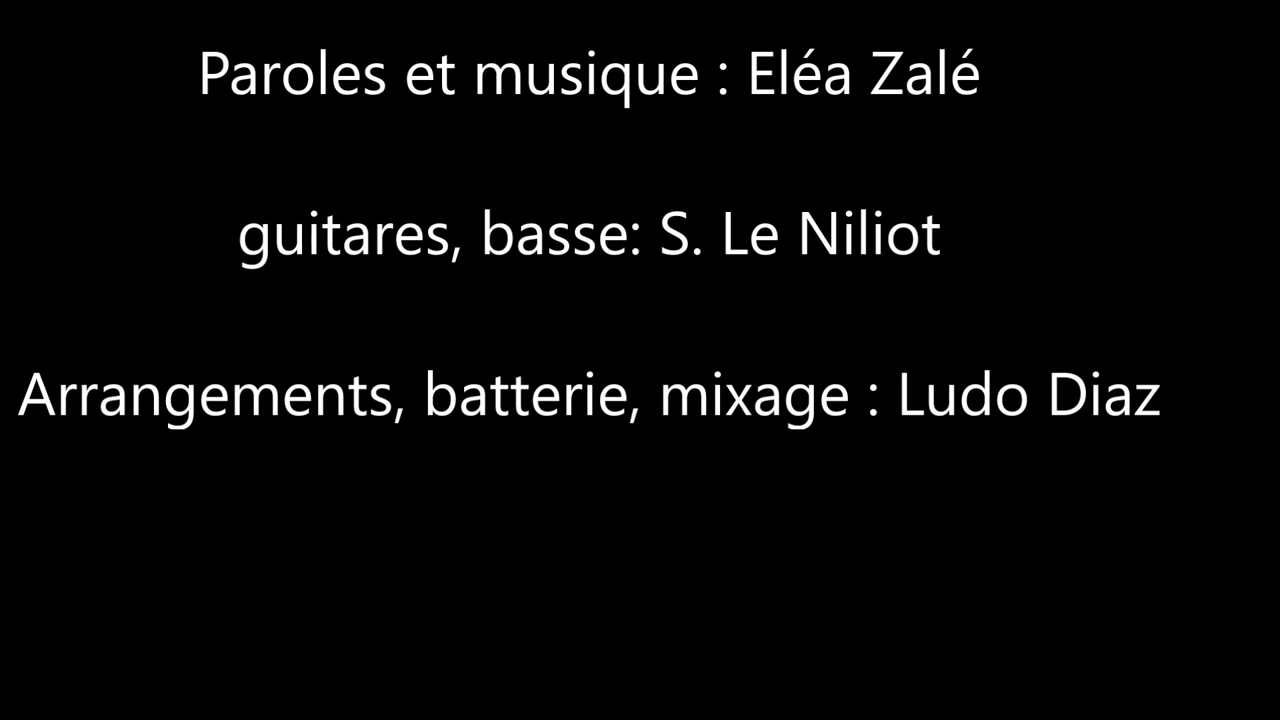 Paroles et musique : Eléa Zalé
guitares, basse: S. Le Niliot
Arrangements, batterie, mixage : Ludo Diaz